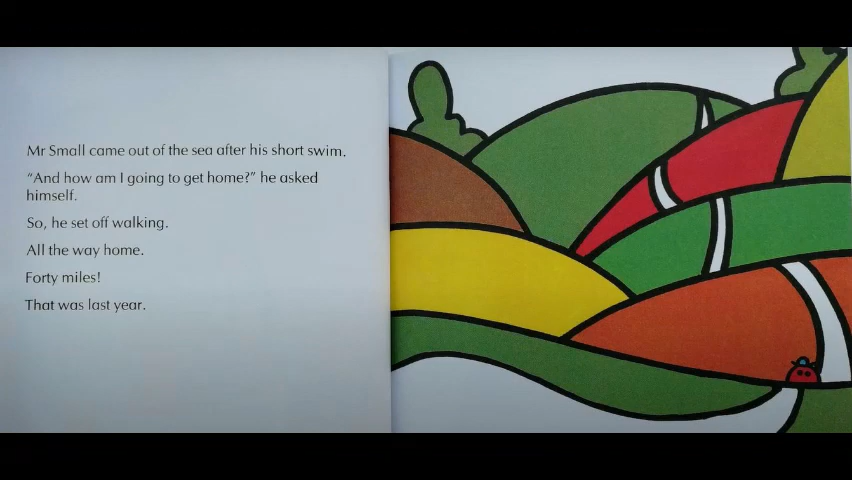 Mr Small came out of the sea after his short swim.
“And how am I going to get home?” he asked
himself.
So, he set off walking.
All the way home.
Forty miles!
That was last year.